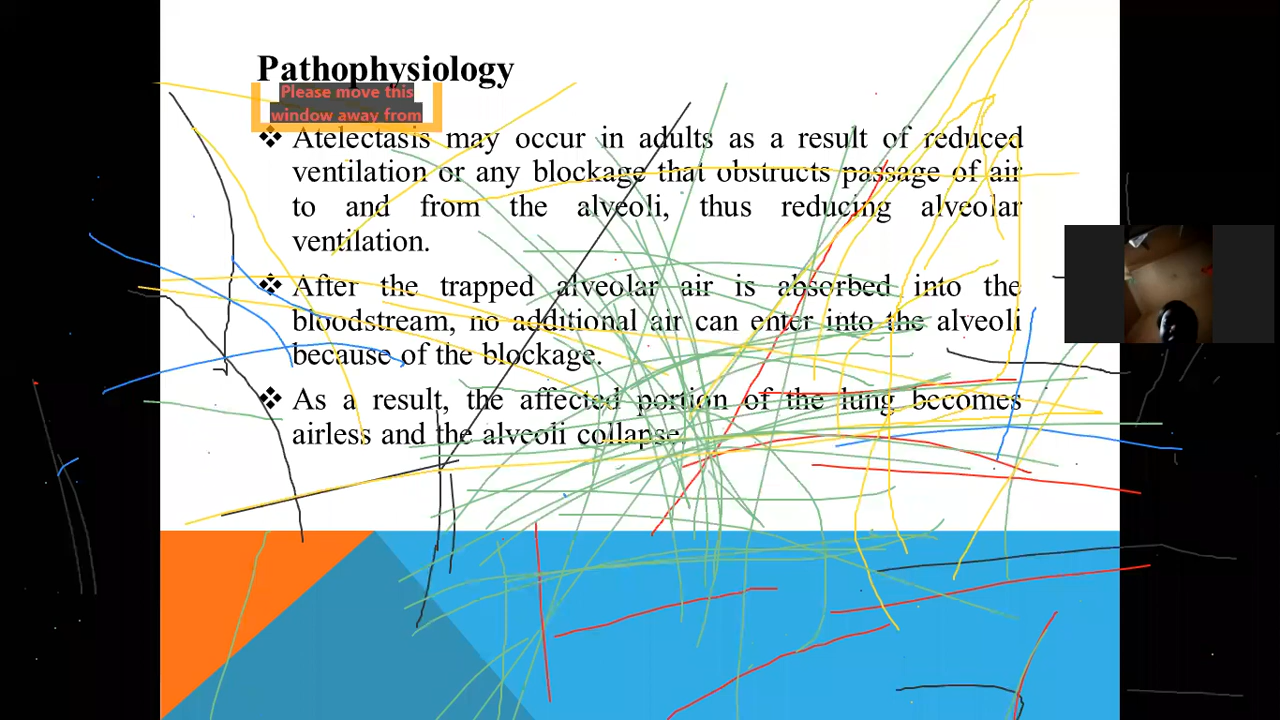 Pathophysiology
Please move this
window away from
❖ Atelectasis may occur in adults as a result of reduced
ventilation or any blockage that obstructs passage of air
to and from the alveoli, thus reducing alveolar
ventilation.
❖ After the trapped alveolar air is absorbed into the
bloodstream, no additional air can enter into the alveoli
because of the blockage.
❖ As a result, the affected portion of the lung becomes
airless and the alveoli collapse.